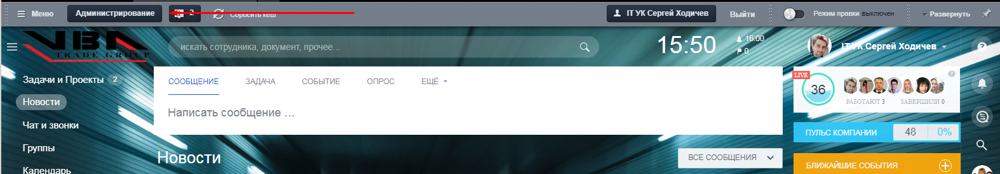 Меню Администрирование 2 Сбросить кеш IT УК Сергей Ходичев Выйти Режим правки выключен Развернуть
VBA
TRADE GROUP
искать сотрудника, документ, прочее...
15:50
16:00
0
IT УК Сергей Ходичев
Задачи и Проекты 2
Новости
Чат и звонки
Группы
Календарь
СООБЩЕНИЕ ЗАДАЧА СОБЫТИЕ ОПРОС ЕЩЁ
Написать сообщение ...
Новости
ВСЕ СООБЩЕНИЯ
LIVE
36
РАБОТАЮТ 3 ЗАВЕРШИЛИ 0
ПУЛЬС КОМПАНИИ 48 0%
БЛИЖАЙШИЕ СОБЫТИЯ